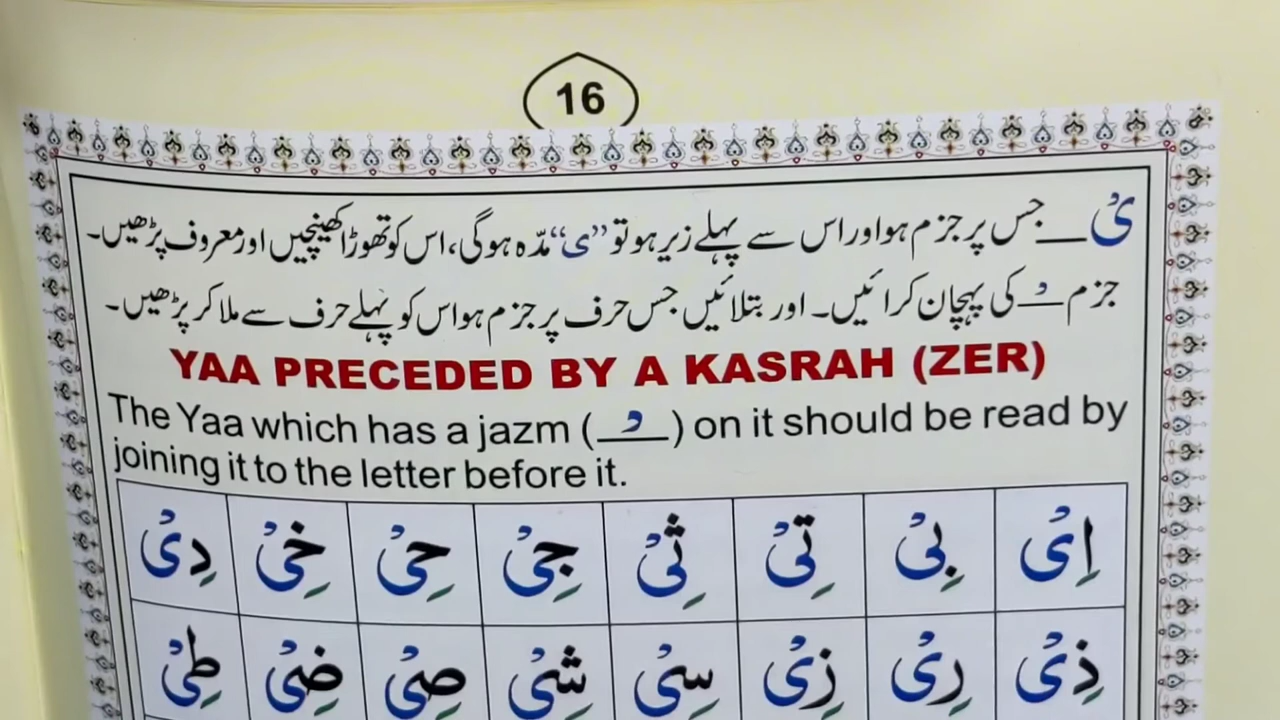 16
یْ __ جس پر جزم ہو اور اس سے پہلے زیر ہو تو ”ی“ مدّہ ہوگی، اس کو تھوڑا کھینچیں اور معروف پڑھیں۔
جزم __ْ کی پہچان کرائیں۔ اور بتلائیں جس حرف پر جزم ہو اس کو پہلے حرف سے ملا کر پڑھیں۔
YAA PRECEDED BY A KASRAH (ZER)
The Yaa which has a jazm (__ْ) on it should be read by
joining it to the letter before it.
اِیْ بِیْ تِیْ ثِیْ جِیْ حِیْ خِیْ دِیْ
ذِیْ رِیْ زِیْ سِیْ شِیْ صِیْ ضِیْ طِیْ